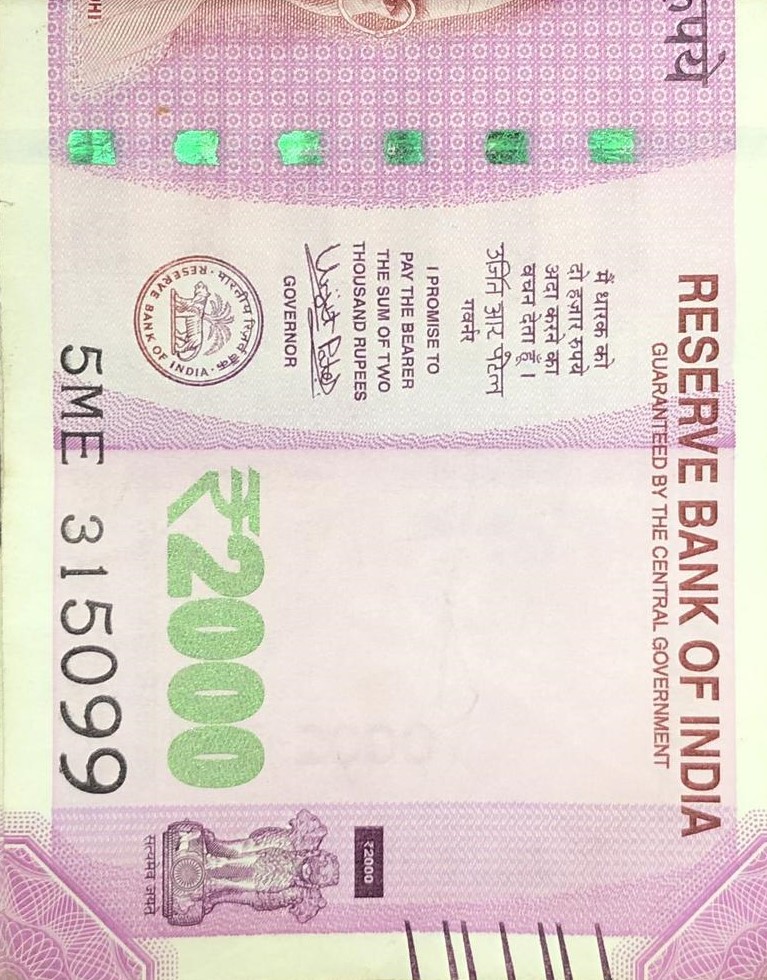 रुपये
RESERVE BANK OF INDIA
GUARANTEED BY THE CENTRAL GOVERNMENT
मैं धारक को
दो हज़ार रुपये
अदा करने का
वचन देता हूँ।
उर्जित आर पटेल
गवर्नर
I PROMISE TO
PAY THE BEARER
THE SUM OF TWO
THOUSAND RUPEES
Urjit Patel
GOVERNOR
भारतीय रिज़र्व बैंक
RESERVE BANK OF INDIA
₹2000
5ME 315099
₹2000
सत्यमेव जयते